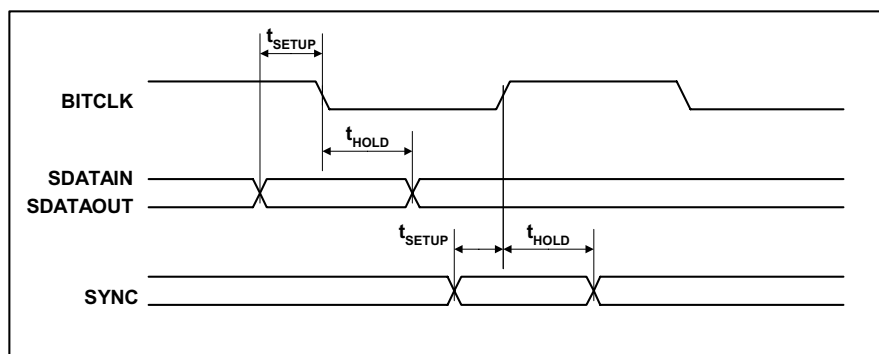 tSETUP
BITCLK
tHOLD
SDATAIN
SDATAOUT
tSETUP tHOLD
SYNC